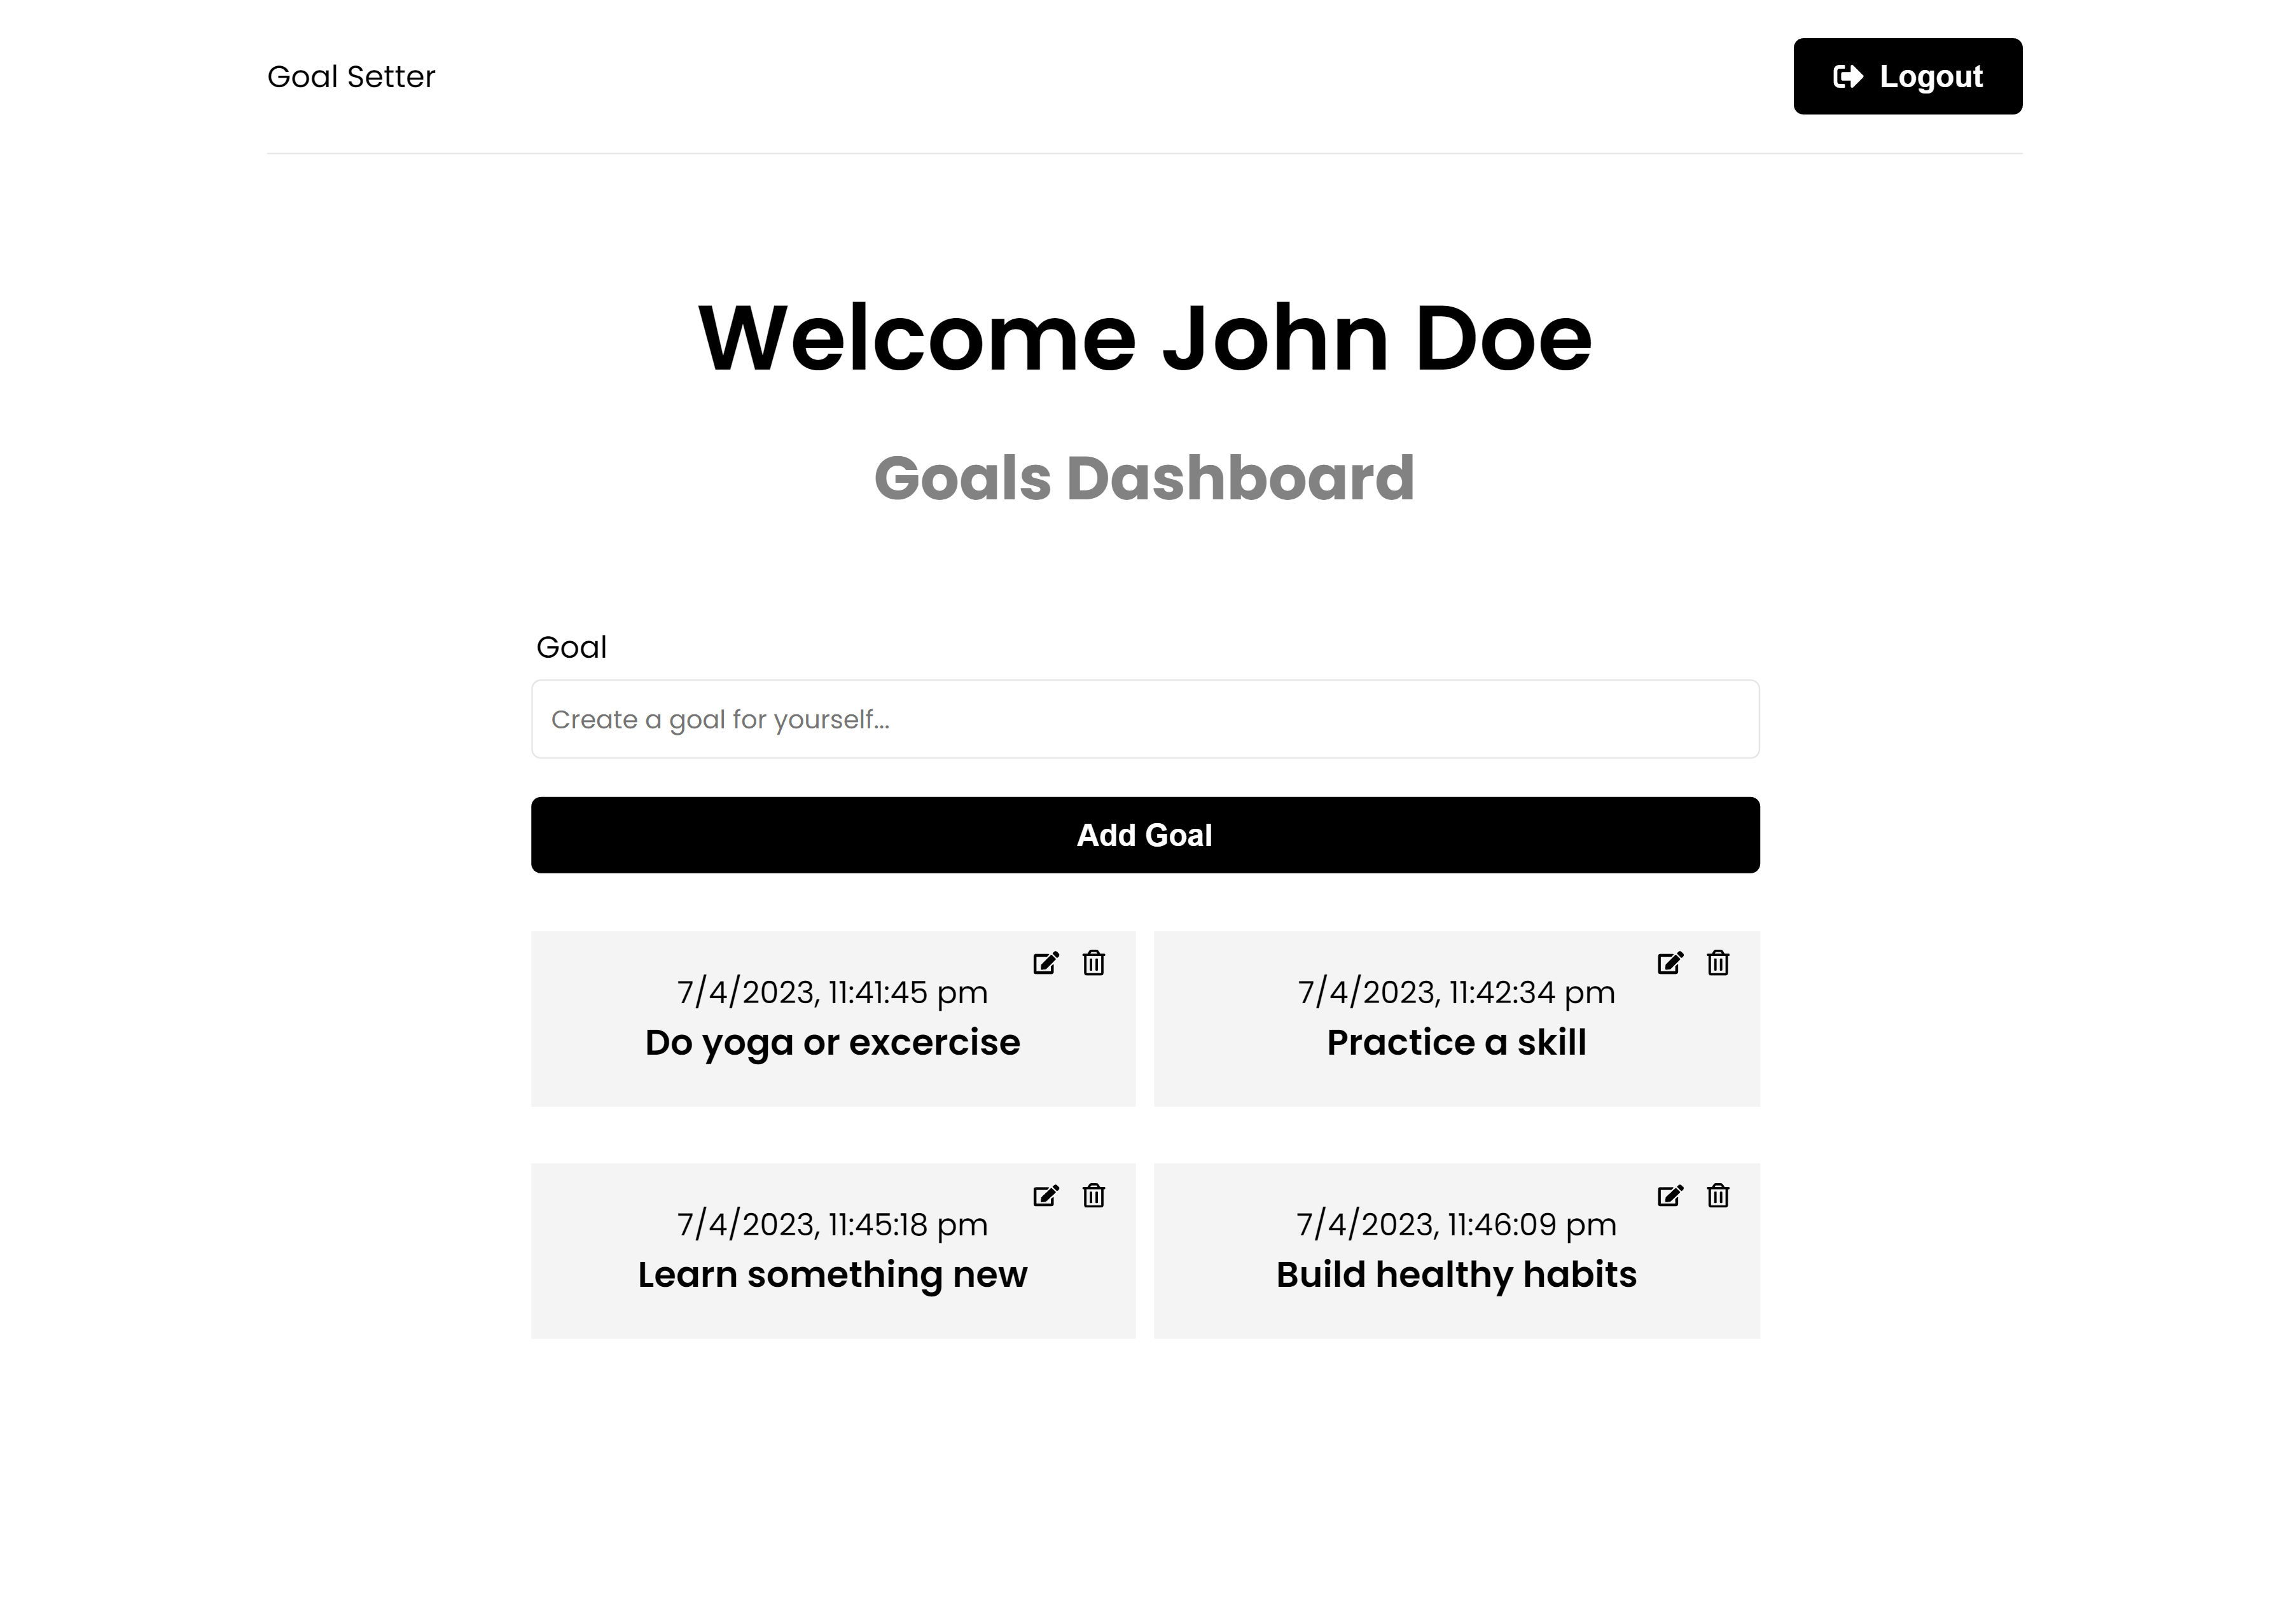 Goal Setter
Logout
Welcome John Doe
Goals Dashboard
Goal
Create a goal for yourself...
Add Goal
7/4/2023, 11:41:45 pm
Do yoga or excercise
7/4/2023, 11:42:34 pm
Practice a skill
7/4/2023, 11:45:18 pm
Learn something new
7/4/2023, 11:46:09 pm
Build healthy habits